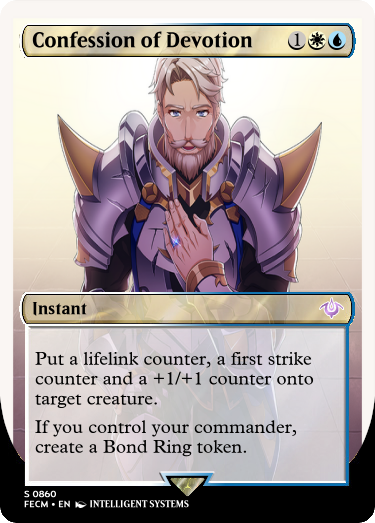 Confession of Devotion 1
Instant
Put a lifelink counter, a first strike
counter and a +1/+1 counter onto
target creature.
If you control your commander,
create a Bond Ring token.
S 0860
FECM • EN INTELLIGENT SYSTEMS